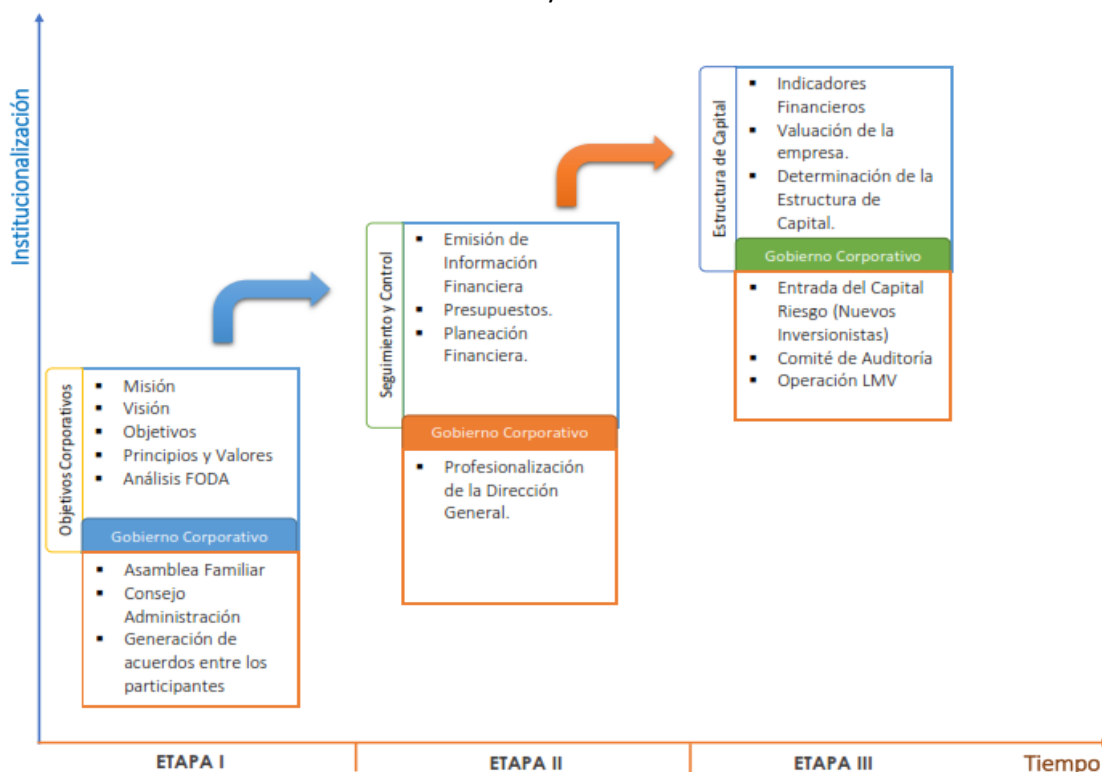 Institucionalización
Objetivos Corporativos
▪ Misión
▪ Visión
▪ Objetivos
▪ Principios y Valores
▪ Análisis FODA
Gobierno Corporativo
▪ Asamblea Familiar
▪ Consejo
Administración
▪ Generación de
acuerdos entre los
participantes
Seguimiento y Control
▪ Emisión de
Información
Financiera
▪ Presupuestos.
▪ Planeación
Financiera.
Gobierno Corporativo
▪ Profesionalización
de la Dirección
General.
Estructura de Capital
▪ Indicadores
Financieros
▪ Valuación de la
empresa.
▪ Determinación de la
Estructura de
Capital.
Gobierno Corporativo
▪ Entrada del Capital
Riesgo (Nuevos
Inversionistas)
▪ Comité de Auditoría
▪ Operación LMV
ETAPA I
ETAPA II
ETAPA III
Tiempo